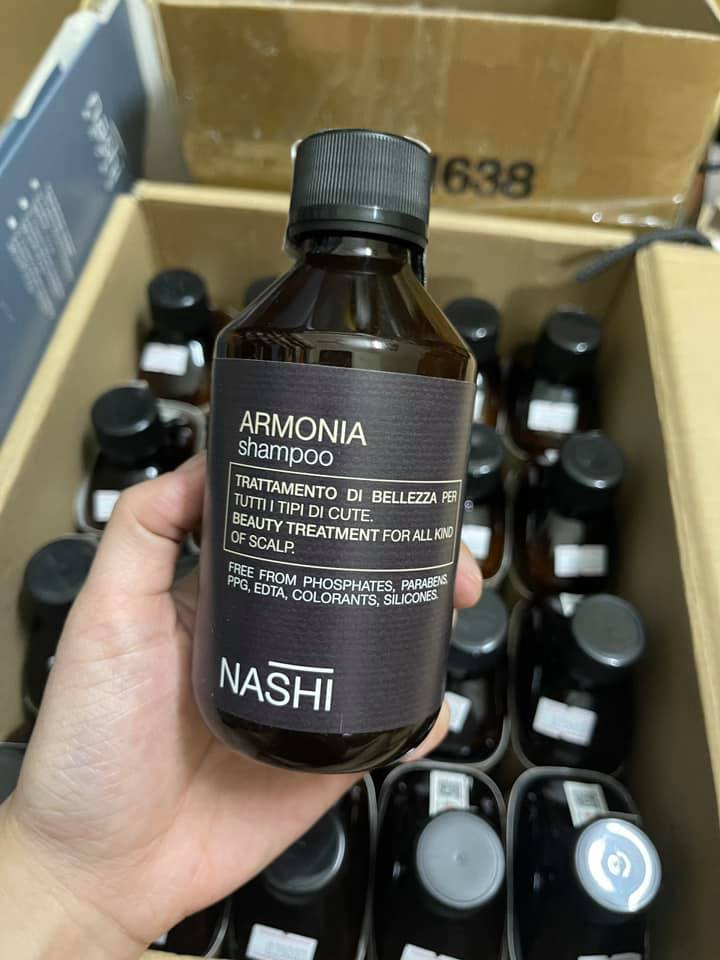 1638
ARMONIA
shampoo
TRATTAMENTO DI BELLEZZA PER
TUTTI I TIPI DI CUTE.
BEAUTY TREATMENT FOR ALL KIND
OF SCALP.
FREE FROM PHOSPHATES, PARABENS,
PPG, EDTA, COLORANTS, SILICONES.
NASHI